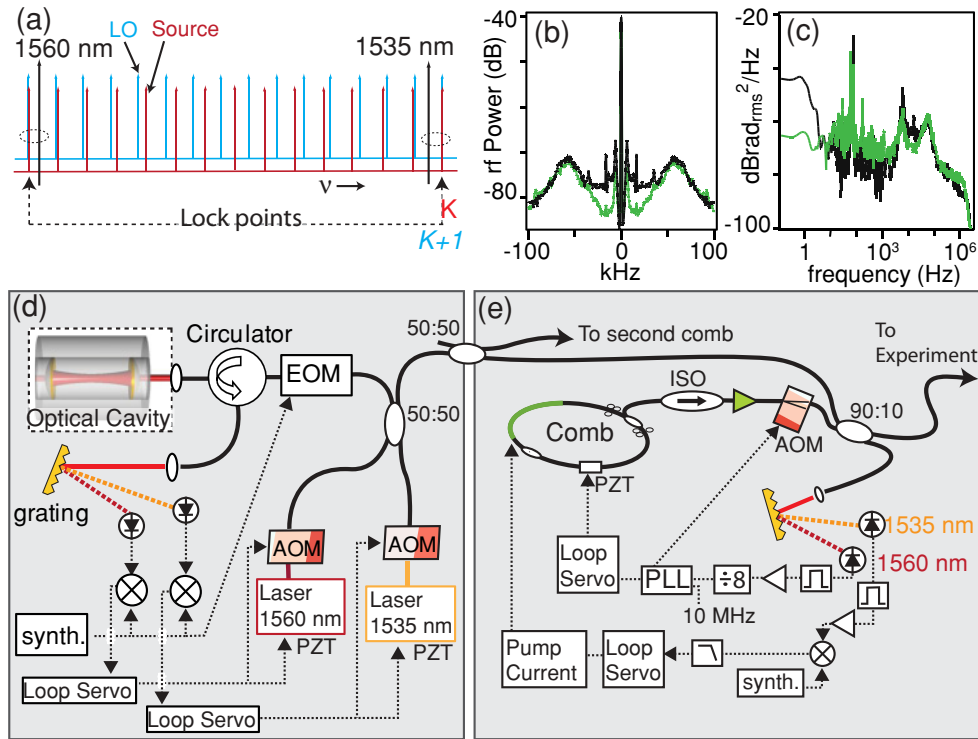 (a)
LO
Source
1560 nm
1535 nm
ν
Lock points
K
K+1
(b)
-40
rf Power (dB)
-80
-100
0
100
kHz
(c)
-20
dBrad_rms^2/Hz
-100
1
10^3
10^6
frequency (Hz)
(d)
Circulator
50:50
EOM
Optical Cavity
50:50
grating
AOM
AOM
Laser
1560 nm
Laser
1535 nm
synth.
PZT
PZT
Loop Servo
Loop Servo
(e)
To second comb
To
Experiment
ISO
Comb
90:10
AOM
PZT
1535 nm
1560 nm
Loop
Servo
PLL
÷8
10 MHz
Pump
Current
Loop
Servo
synth.